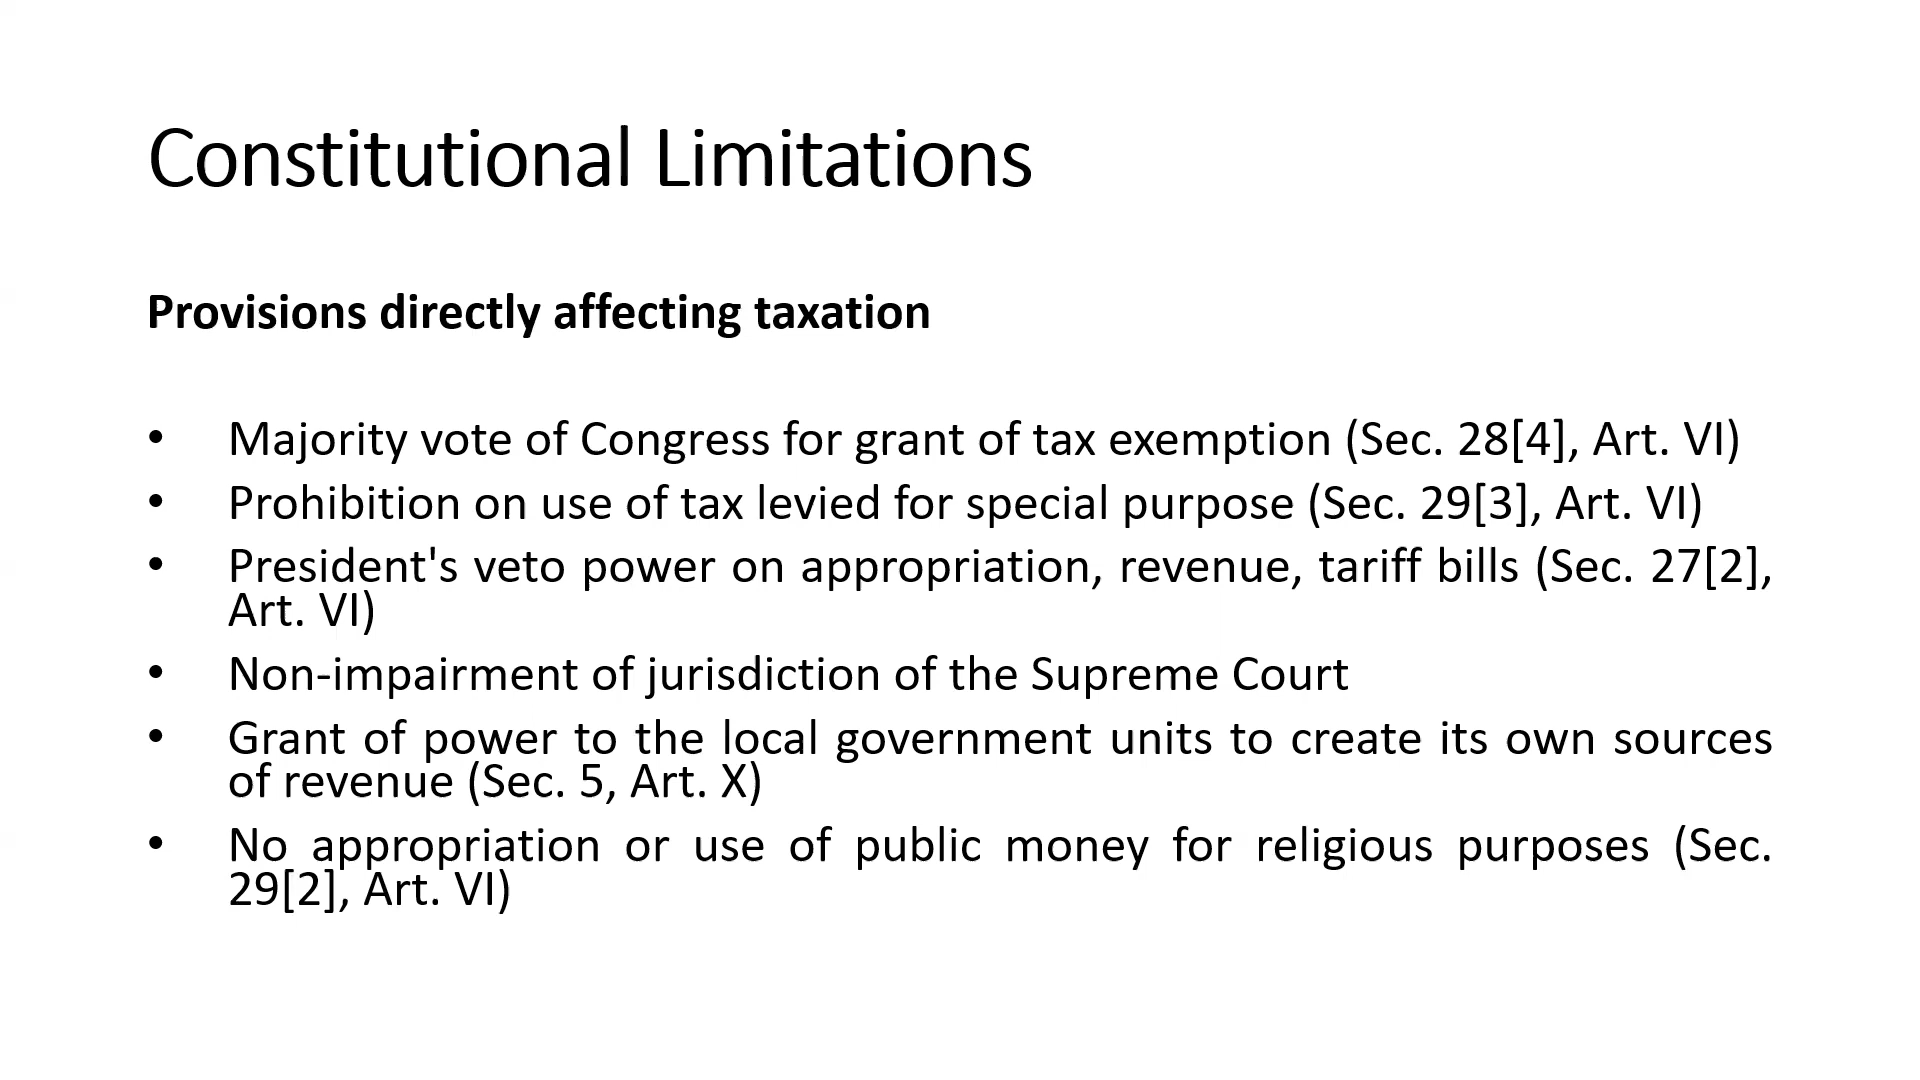 Constitutional Limitations
Provisions directly affecting taxation
• Majority vote of Congress for grant of tax exemption (Sec. 28[4], Art. VI)
• Prohibition on use of tax levied for special purpose (Sec. 29[3], Art. VI)
• President's veto power on appropriation, revenue, tariff bills (Sec. 27[2],
Art. VI)
• Non-impairment of jurisdiction of the Supreme Court
• Grant of power to the local government units to create its own sources
of revenue (Sec. 5, Art. X)
• No appropriation or use of public money for religious purposes (Sec.
29[2], Art. VI)